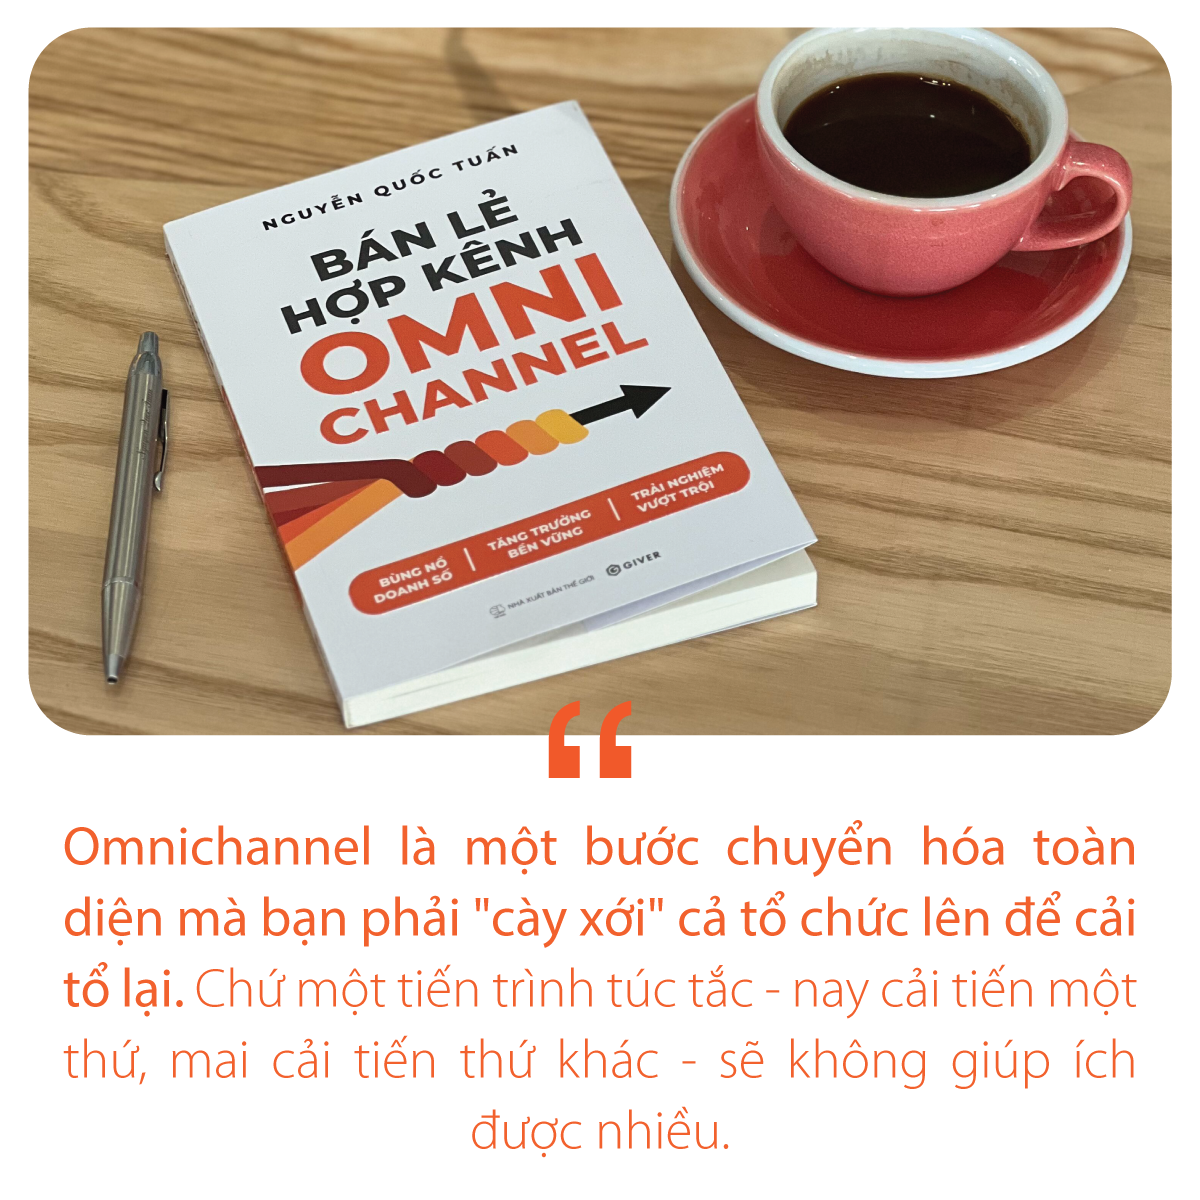 NGUYỄN QUỐC TUẤN
BÁN LẺ
HỢP KÊNH
OMNI
CHANNEL
BÙNG NỔ
DOANH SỐ
TĂNG TRƯỞNG
BỀN VỮNG
TRẢI NGHIỆM
VƯỢT TRỘI
NHÀ XUẤT BẢN THẾ GIỚI
GIVER
“
Omnichannel là một bước chuyển hóa toàn
diện mà bạn phải "cày xới" cả tổ chức lên để cải
tổ lại. Chứ một tiến trình túc tắc - nay cải tiến một
thứ, mai cải tiến thứ khác - sẽ không giúp ích
được nhiều.